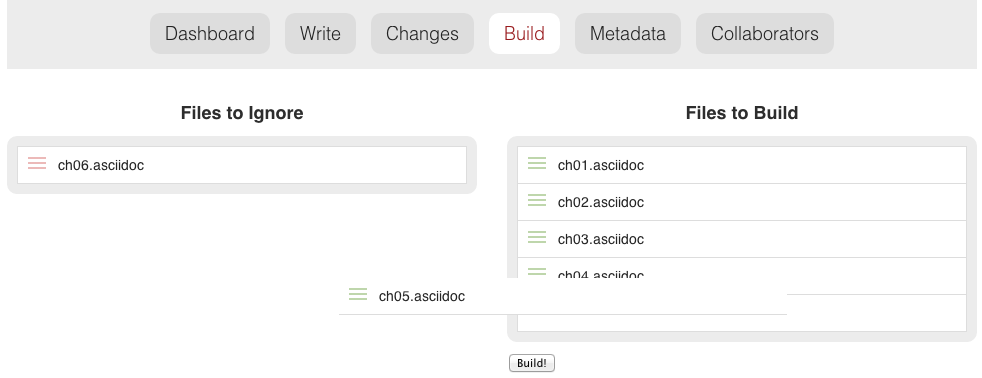 Dashboard Write Changes Build Metadata Collaborators
Files to Ignore
ch06.asciidoc
Files to Build
ch01.asciidoc
ch02.asciidoc
ch03.asciidoc
ch04.asciidoc
ch05.asciidoc
Build!